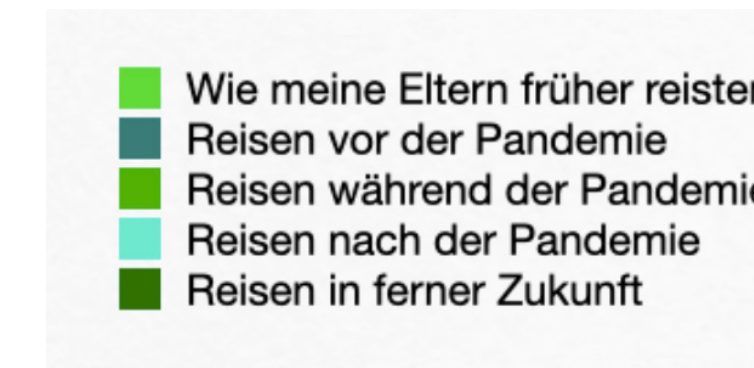 Wie meine Eltern früher reister
Reisen vor der Pandemie
Reisen während der Pandemie
Reisen nach der Pandemie
Reisen in ferner Zukunft